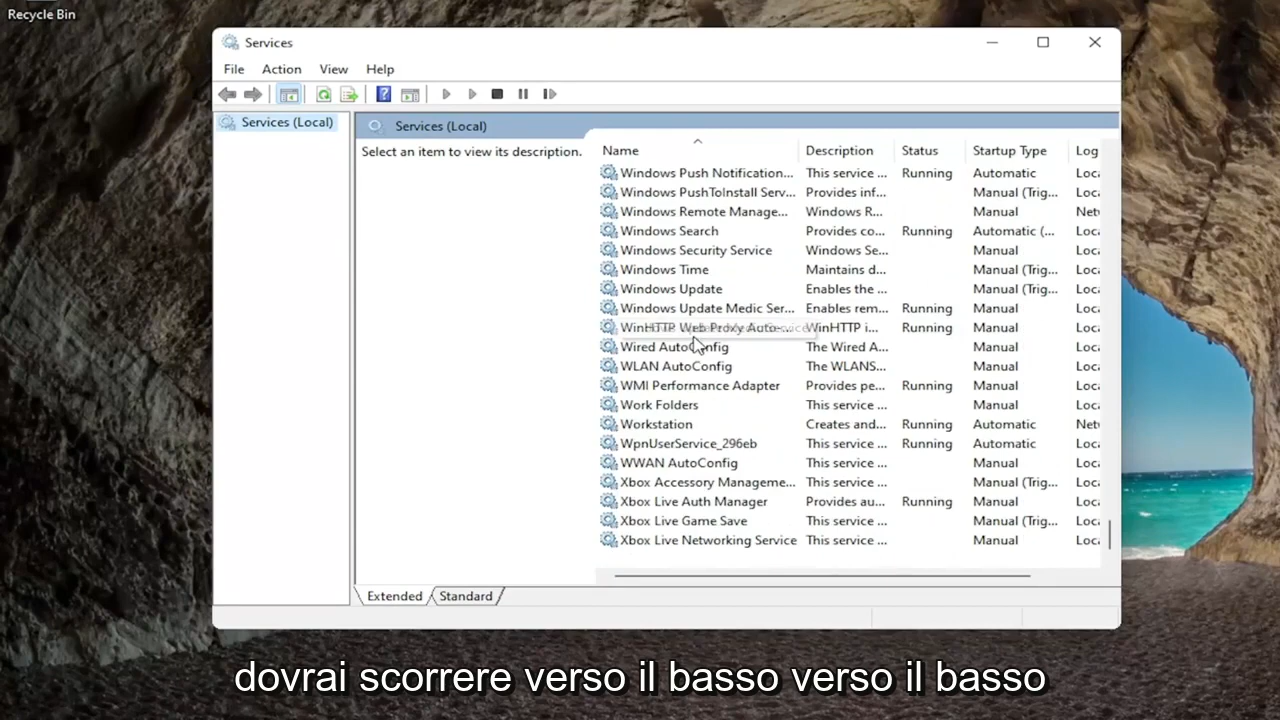 Recycle Bin
Services
File Action View Help
Services (Local)
Services (Local)
Select an item to view its description.
Name Description Status Startup Type Log
Windows Push Notification... This service ... Running Automatic Loca
Windows PushToInstall Serv... Provides inf... Manual (Trig... Loca
Windows Remote Manage... Windows R... Manual Net
Windows Search Provides co... Running Automatic (... Loca
Windows Security Service Windows Se... Manual Loca
Windows Time Maintains d... Manual (Trig... Loca
Windows Update Enables the ... Manual (Trig... Loca
Windows Update Medic Ser... Enables rem... Running Manual Loca
WinHTTP Web Proxy Auto-... WinHTTP i... Running Manual Loca
Wired AutoConfig The Wired A... Manual Loca
WLAN AutoConfig The WLANS... Manual Loca
WMI Performance Adapter Provides pe... Running Manual Loca
Work Folders This service ... Manual Loca
Workstation Creates and... Running Automatic Net
WpnUserService_296eb This service ... Running Automatic Loca
WWAN AutoConfig This service ... Manual Loca
Xbox Accessory Manageme... This service ... Manual (Trig... Loca
Xbox Live Auth Manager Provides au... Running Manual Loca
Xbox Live Game Save This service ... Manual (Trig... Loca
Xbox Live Networking Service This service ... Manual Loca
Extended Standard
dovrai scorrere verso il basso verso il basso